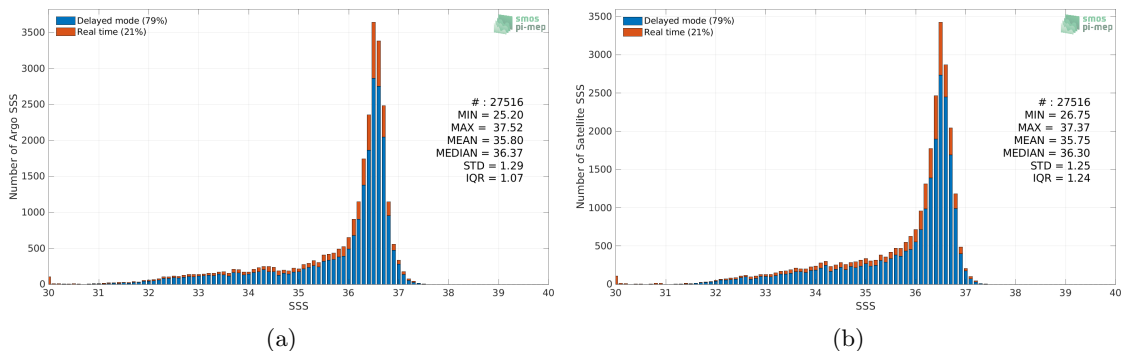 Delayed mode (79%)
Real time (21%)
smos
pi-mep
Number of Argo SSS
3500
3000
2500
2000
1500
1000
500
0
# : 27516
MIN = 25.20
MAX = 37.52
MEAN = 35.80
MEDIAN = 36.37
STD = 1.29
IQR = 1.07
30 31 32 33 34 35 36 37 38 39 40
SSS
(a)
Delayed mode (79%)
Real time (21%)
smos
pi-mep
Number of Satellite SSS
3500
3000
2500
2000
1500
1000
500
0
# : 27516
MIN = 26.75
MAX = 37.37
MEAN = 35.75
MEDIAN = 36.30
STD = 1.25
IQR = 1.24
30 31 32 33 34 35 36 37 38 39 40
SSS
(b)